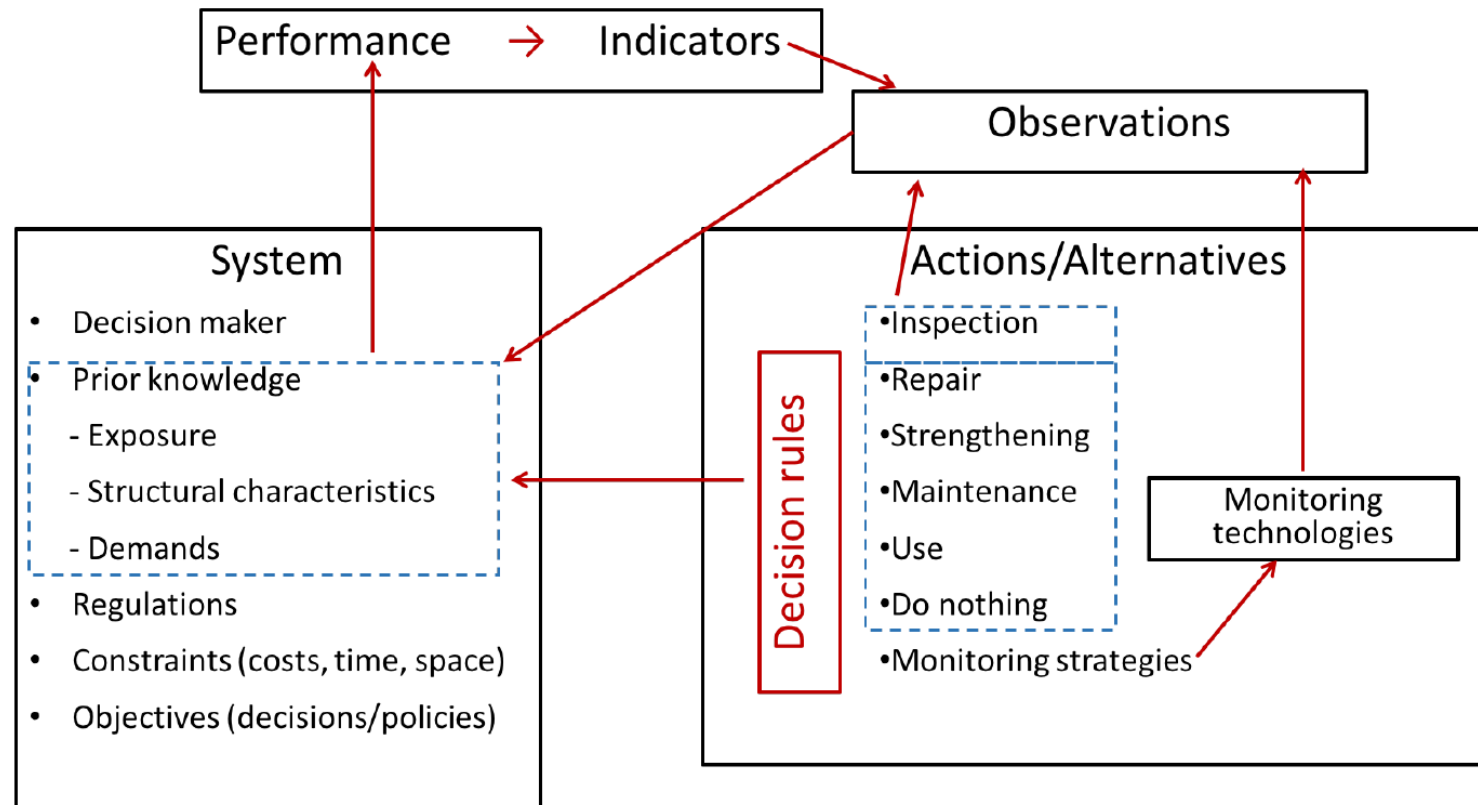 Performance → Indicators
Observations
System
• Decision maker
• Prior knowledge
- Exposure
- Structural characteristics
- Demands
• Regulations
• Constraints (costs, time, space)
• Objectives (decisions/policies)
Actions/Alternatives
Decision rules
•Inspection
•Repair
•Strengthening
•Maintenance
•Use
•Do nothing
•Monitoring strategies
Monitoring
technologies